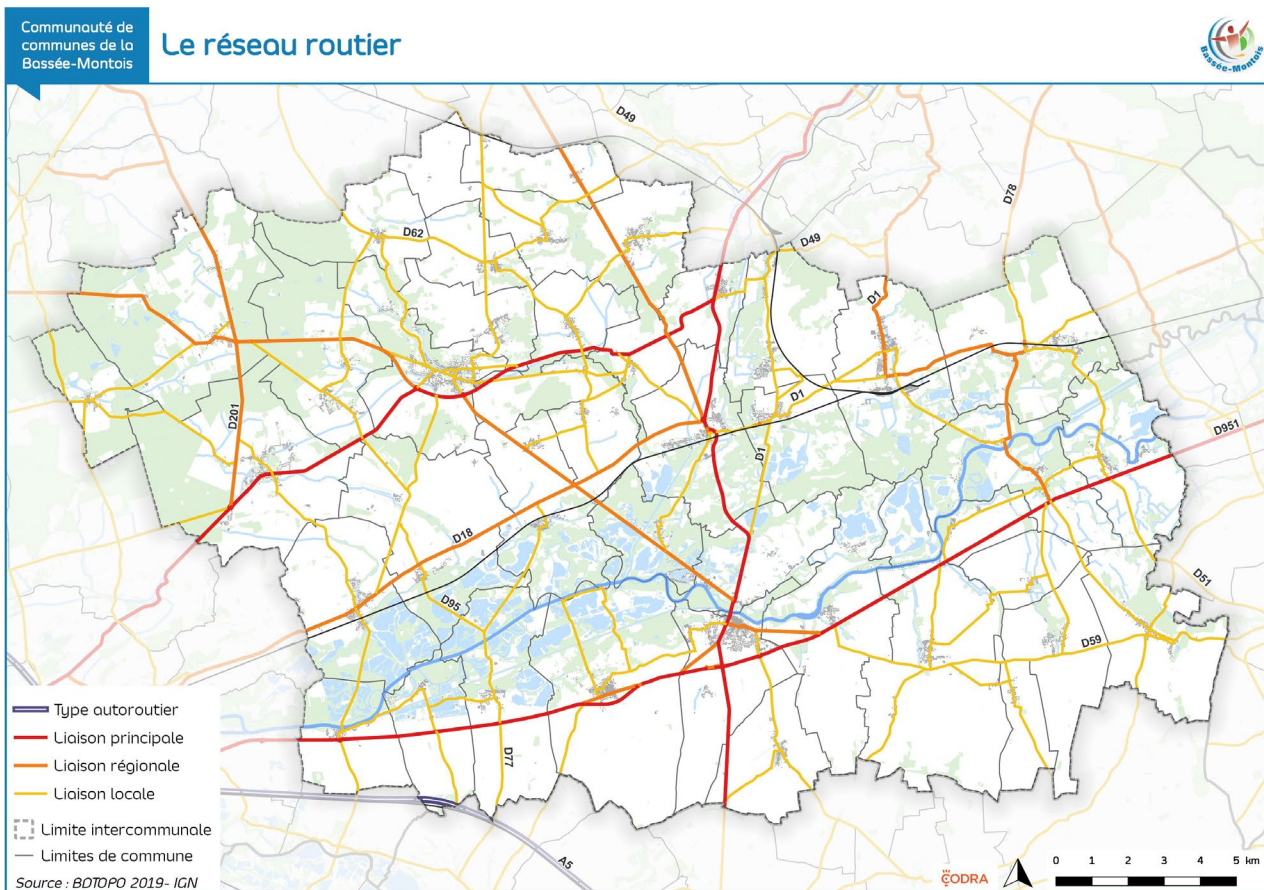 Communauté de
communes de la
Bassée-Montois
Le réseau routier
Bassée-Montois
D49
D78
D62
D49
D1
D201
D1
D1
D951
D18
D95
D51
D59
D77
A5
Type autoroutier
Liaison principale
Liaison régionale
Liaison locale
Limite intercommunale
Limites de commune
Source : BDTOPO 2019- IGN
CODRA
0 1 2 3 4 5 km